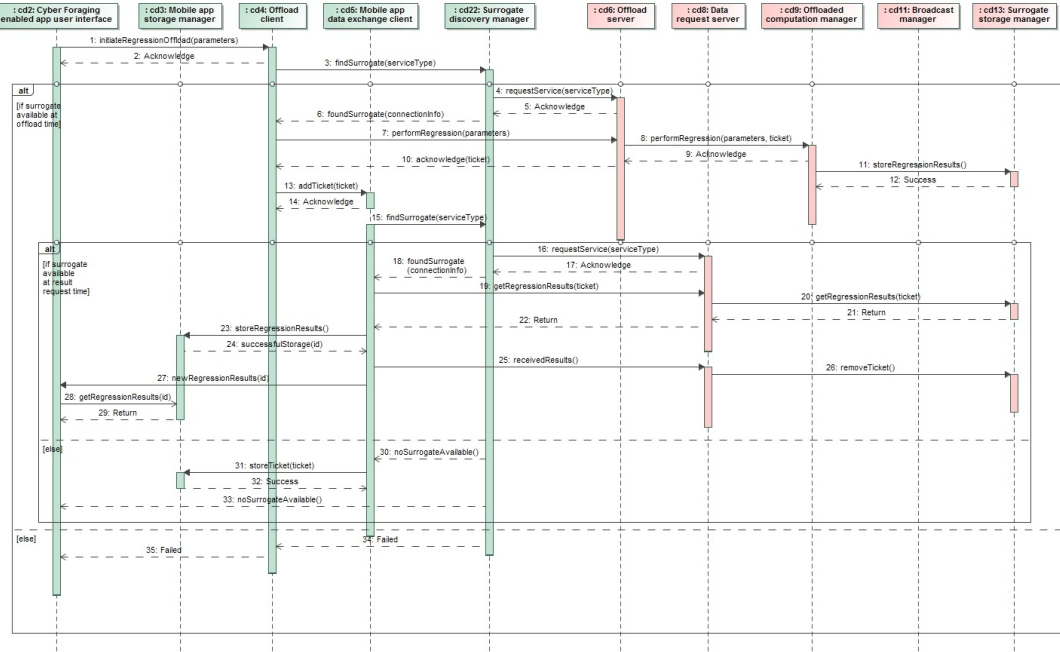 : cd2: Cyber Foraging
enabled app user interface
: cd3: Mobile app
storage manager
: cd4: Offload
client
: cd5: Mobile app
data exchange client
: cd22: Surrogate
discovery manager
: cd6: Offload
server
: cd8: Data
request server
: cd9: Offloaded
computation manager
: cd11: Broadcast
manager
: cd13: Surrogate
storage manager
1: initiateRegressionOffload(parameters)
2: Acknowledge
3: findSurrogate(serviceType)
alt
[if surrogate
available at
offload time]
4: requestService(serviceType)
5: Acknowledge
6: foundSurrogate(connectionInfo)
7: performRegression(parameters)
8: performRegression(parameters, ticket)
9: Acknowledge
10: acknowledge(ticket)
11: storeRegressionResults()
12: Success
13: addTicket(ticket)
14: Acknowledge
15: findSurrogate(serviceType)
alt
[if surrogate
available
at result
request time]
16: requestService(serviceType)
17: Acknowledge
18: foundSurrogate
(connectionInfo)
19: getRegressionResults(ticket)
20: getRegressionResults(ticket)
21: Return
22: Return
23: storeRegressionResults()
24: successfulStorage(id)
25: receivedResults()
26: removeTicket()
27: newRegressionResults(id)
28: getRegressionResults(id)
29: Return
[else]
30: noSurrogateAvailable()
31: storeTicket(ticket)
32: Success
33: noSurrogateAvailable()
[else]
34: Failed
35: Failed